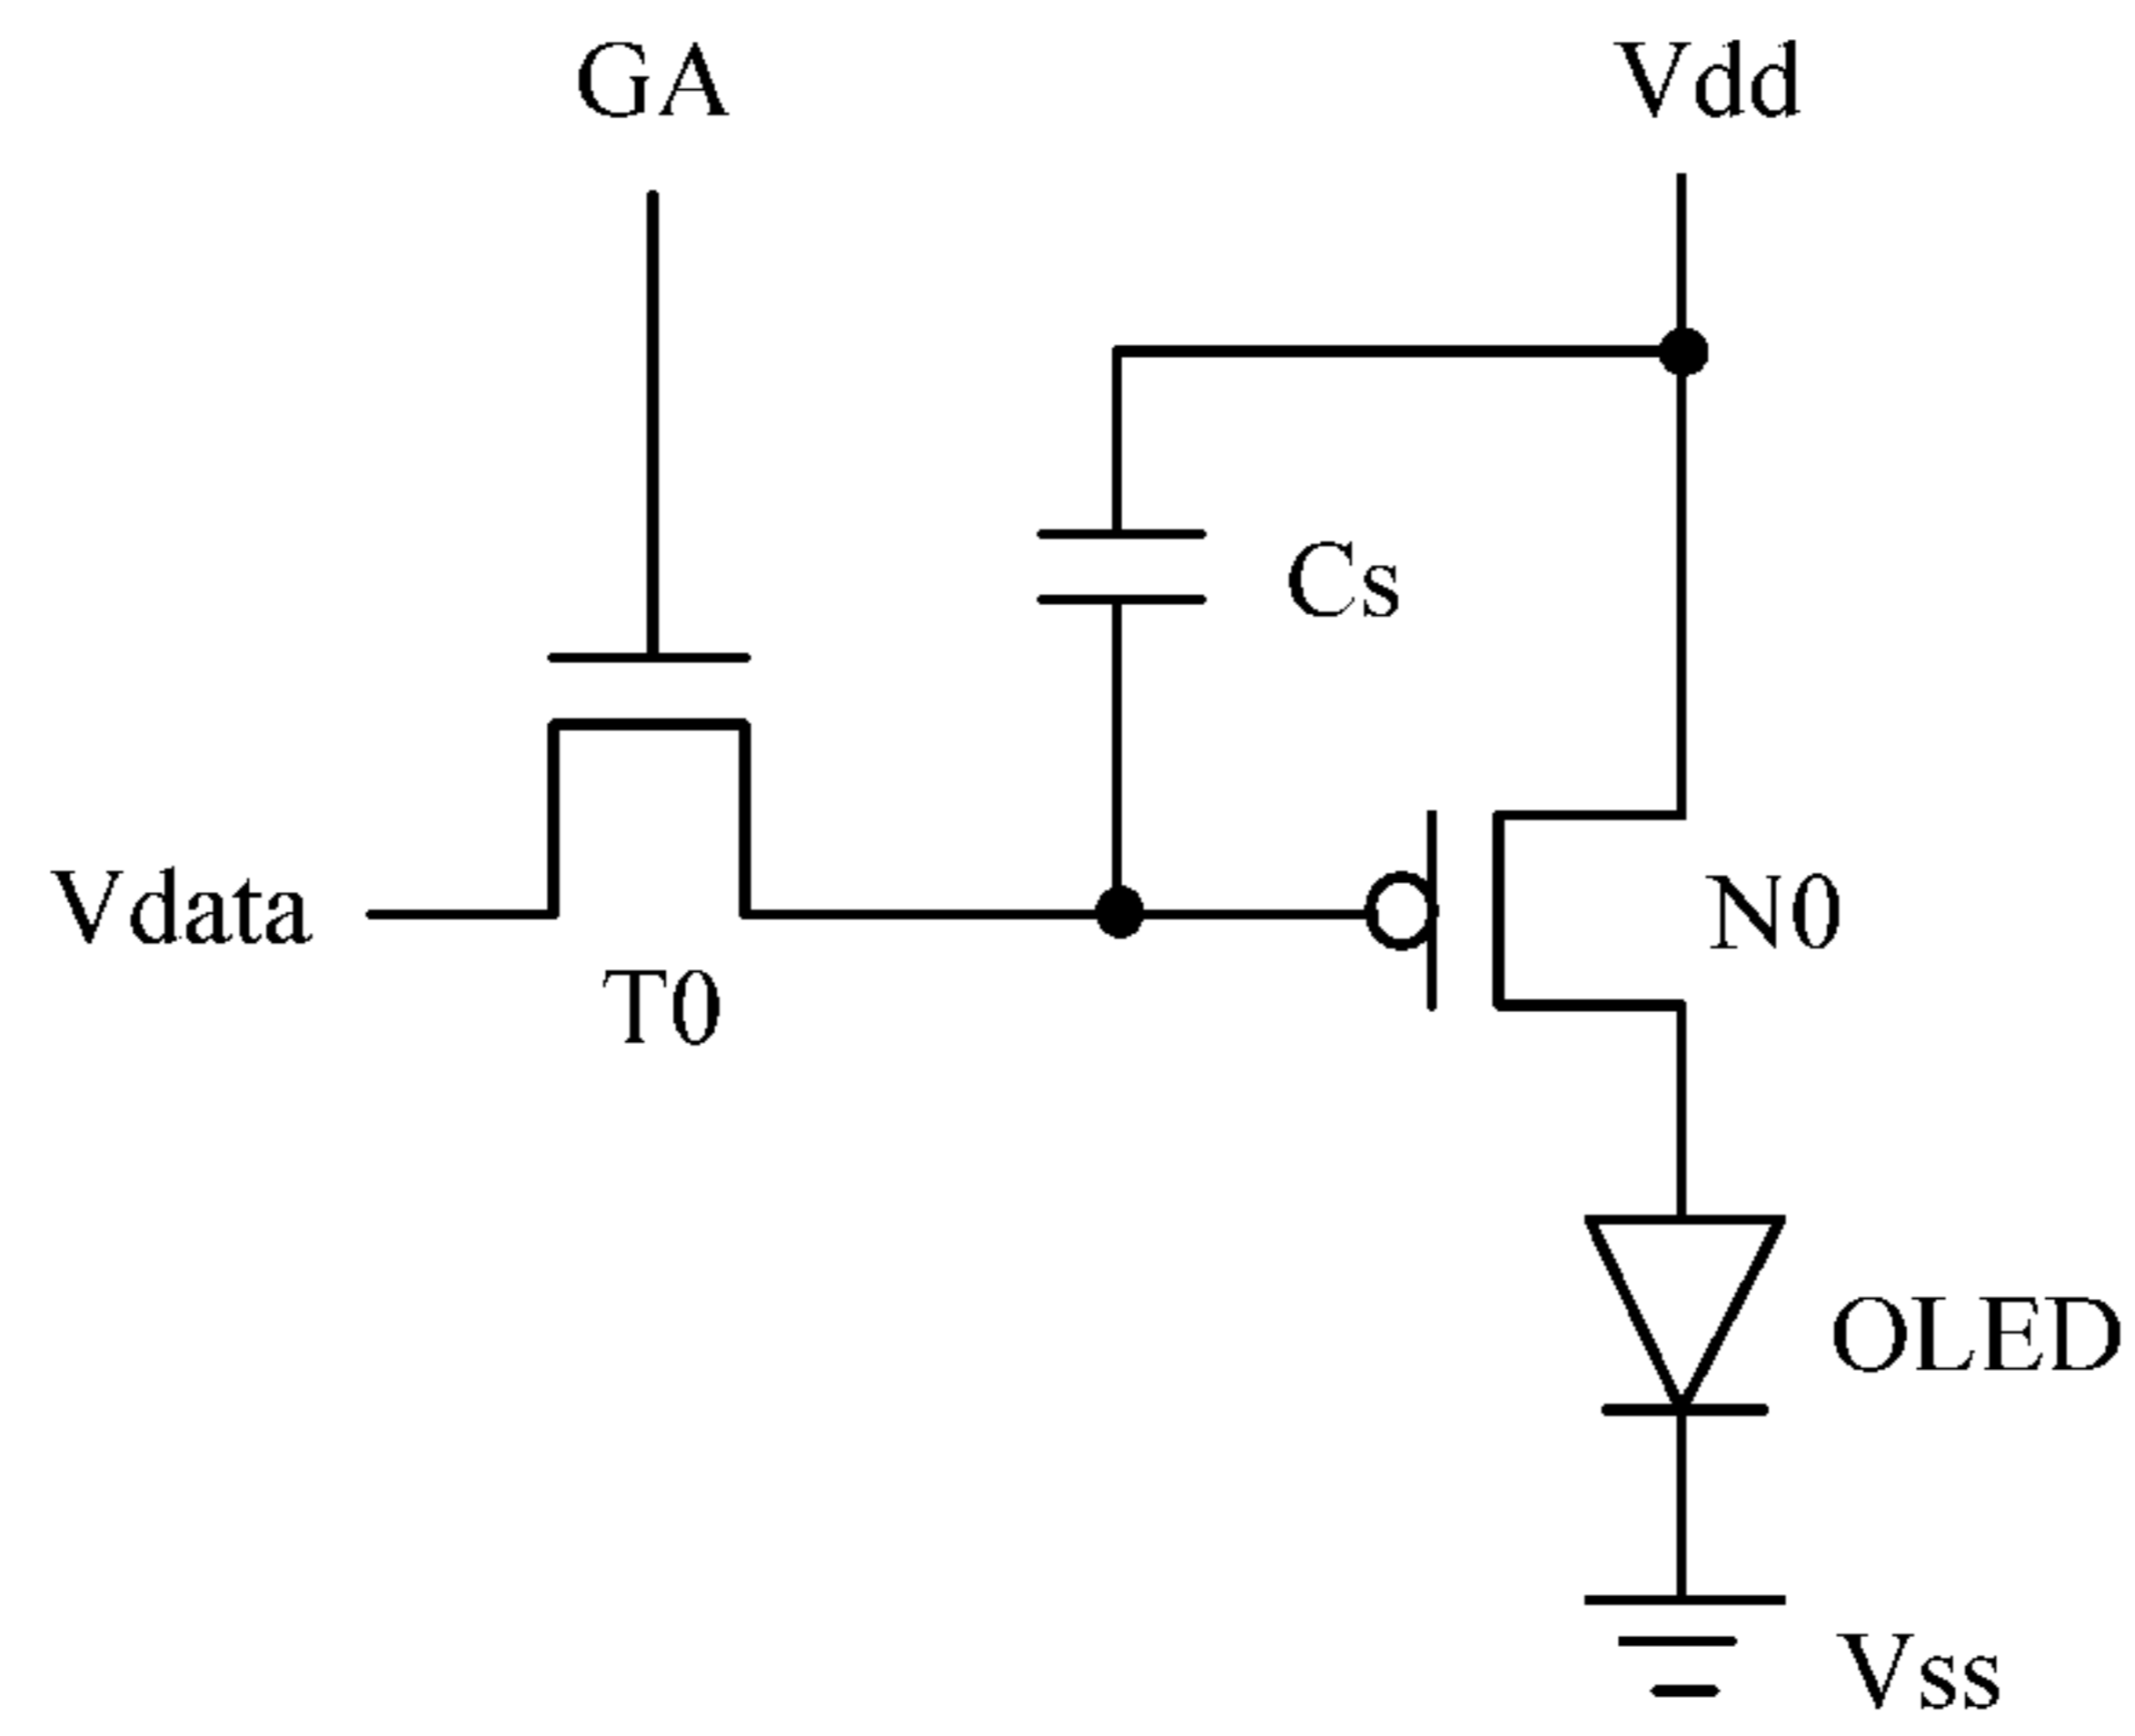 GA
Vdd
Cs
Vdata
N0
T0
OLED
Vss